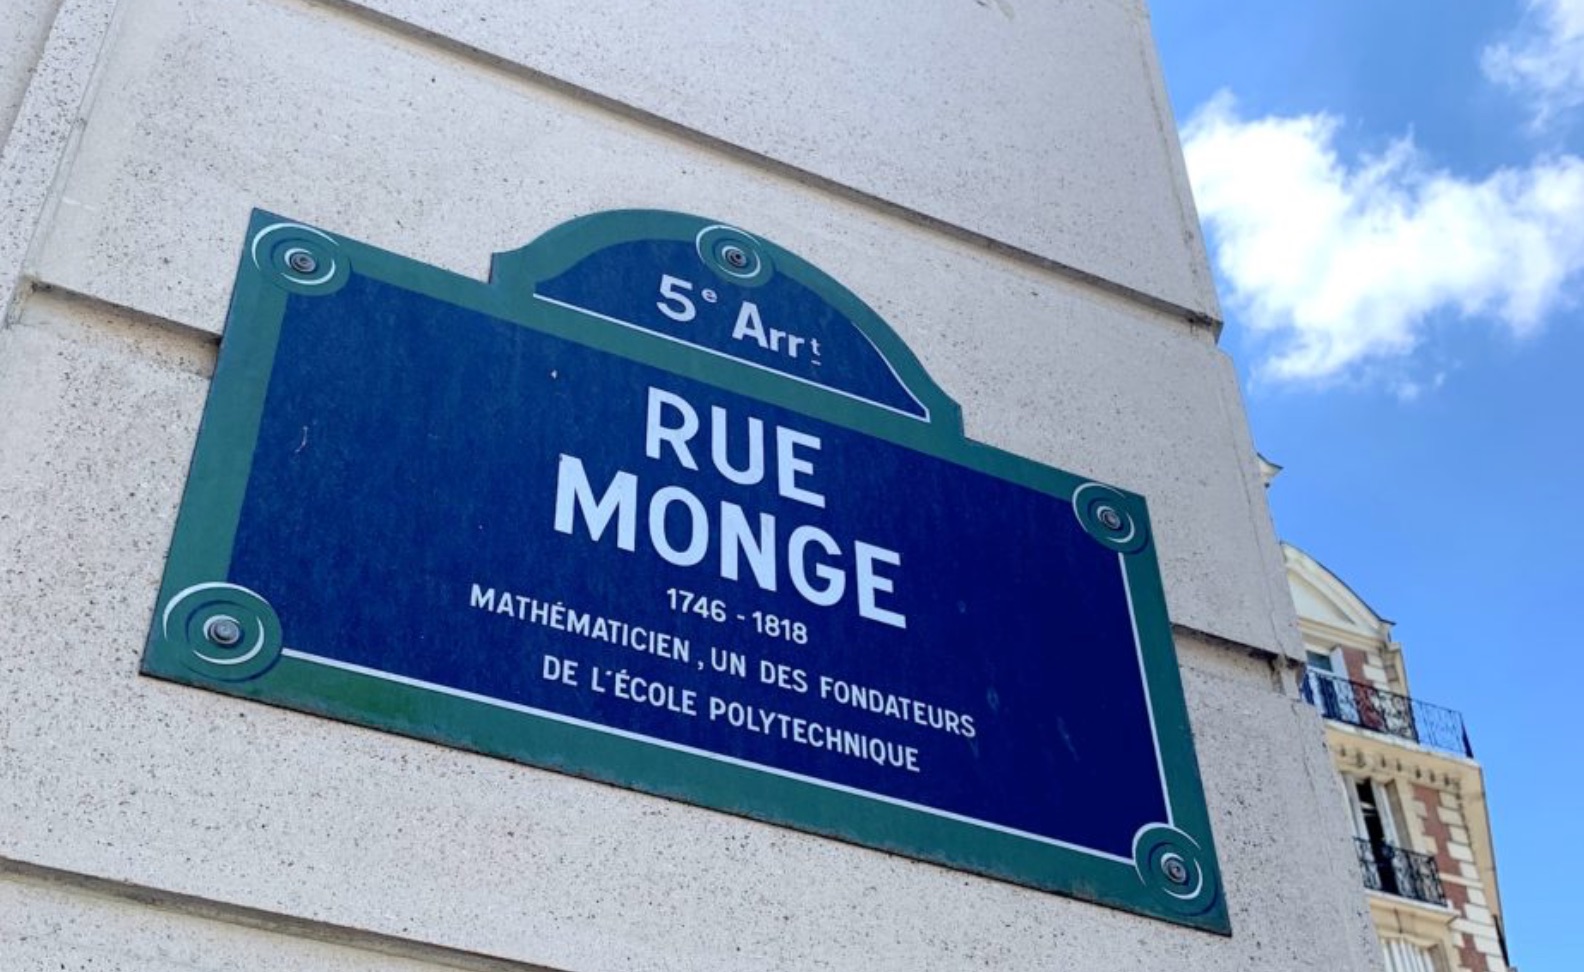 5e Arrt
RUE
MONGE
1746 - 1818
MATHÉMATICIEN, UN DES FONDATEURS
DE L'ÉCOLE POLYTECHNIQUE